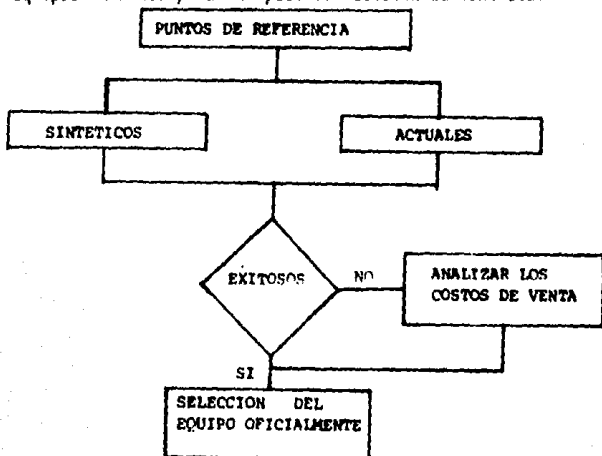 PUNTOS DE REFERENCIA
SINTETICOS
ACTUALES
EXITOSOS
NO
ANALIZAR LOS
COSTOS DE VENTA
SI
SELECCION DEL
EQUIPO OFICIALMENTE